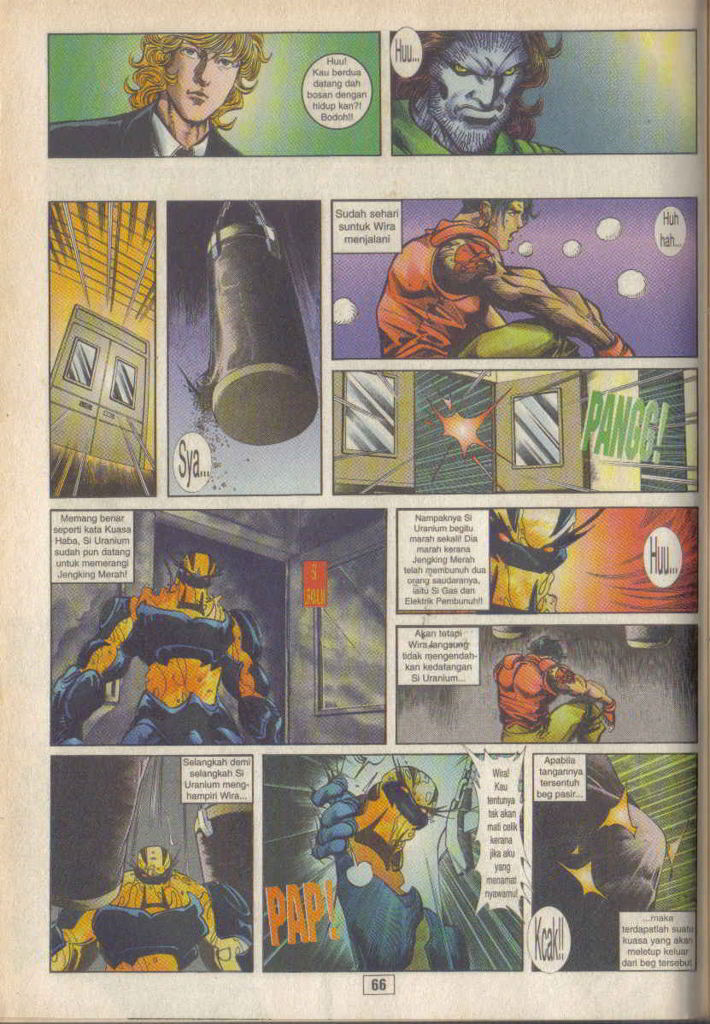 Huu!
Kau berdua
datang dah
bosan dengan
hidup kan?!
Bodoh!!
Huu...
Sya...
Sudah sehari
suntuk Wira
menjalani
Huh
hah...
PANGG!
Memang benar
seperti kata Kuasa
Haba, Si Uranium
sudah pun datang
untuk memerangi
Jengking Merah!
Nampaknya Si
Uranium begitu
marah sekali! Dia
marah kerana
Jengking Merah
telah membunuh dua
orang saudaranya,
iaitu Si Gas dan
Elektrik Pembunuh!!
Huu...
Akan tetapi
Wira langsung
tidak mengendah-
kan kedatangan
Si Uranium...
Selangkah demi
selangkah Si
Uranium meng-
hampiri Wira...
PAP!
Wira!
Kau
tentunya
tak akan
mati celik
kerana
jika aku
yang
menamat
nyawamu!
Apabila
tangannya
tersentuh
beg pasir...
Kcak!!
...maka
terdapatlah suatu
kuasa yang akan
meletup keluar
dari beg tersebut.
66